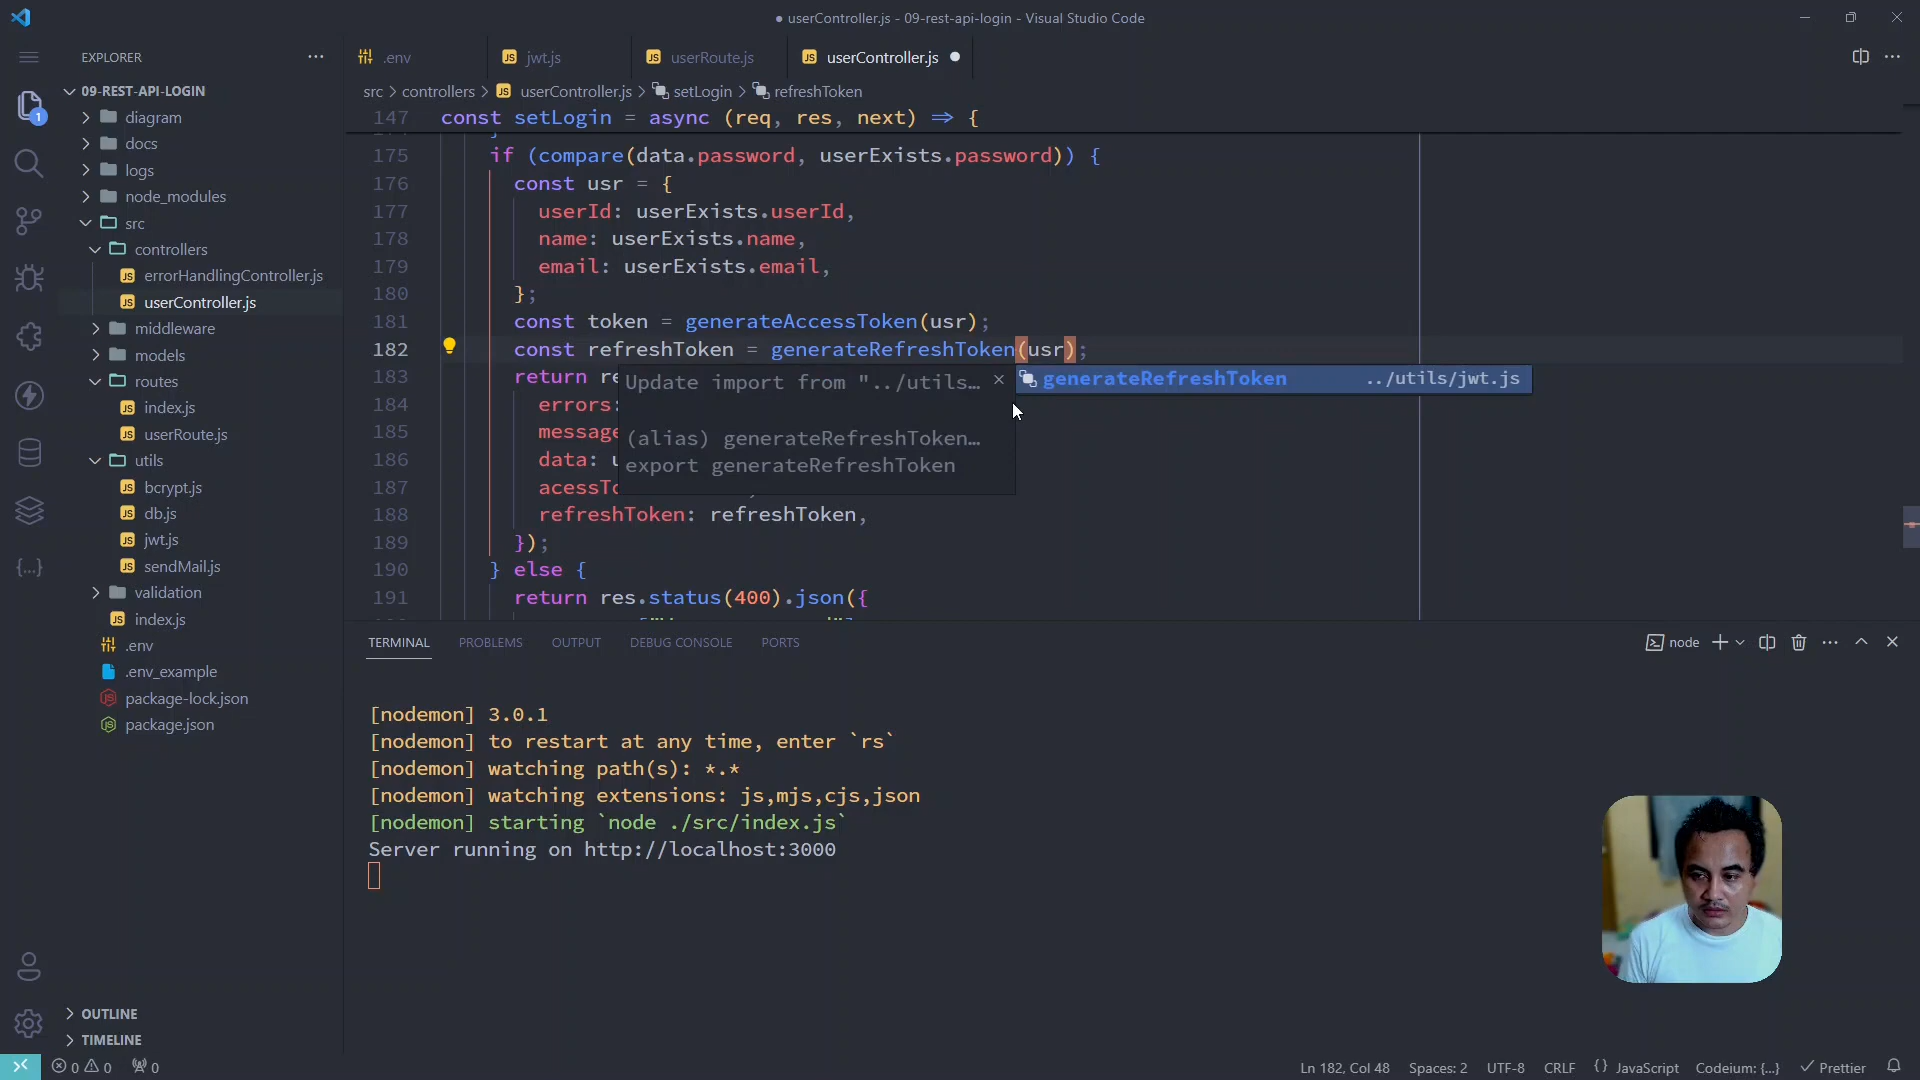 ● userController.js - 09-rest-api-login - Visual Studio Code
EXPLORER
09-REST-API-LOGIN
diagram
docs
logs
node_modules
src
controllers
errorHandlingController.js
userController.js
middleware
models
routes
index.js
userRoute.js
utils
bcrypt.js
db.js
jwt.js
sendMail.js
validation
index.js
.env
.env_example
package-lock.json
package.json
OUTLINE
TIMELINE
.env
JS jwt.js
JS userRoute.js
JS userController.js
src > controllers > JS userController.js > setLogin > refreshToken
147 const setLogin = async (req, res, next) => {
175 if (compare(data.password, userExists.password)) {
176 const usr = {
177 userId: userExists.userId,
178 name: userExists.name,
179 email: userExists.email,
180 };
181 const token = generateAccessToken(usr);
182 const refreshToken = generateRefreshToken(usr);
183 return re
184 errors:
185 message
186 data: u
187 acessTo
188 refreshToken: refreshToken,
189 });
190 } else {
191 return res.status(400).json({
Update import from "../utils…
(alias) generateRefreshToken…
export generateRefreshToken
generateRefreshToken ../utils/jwt.js
TERMINAL PROBLEMS OUTPUT DEBUG CONSOLE PORTS
node
[nodemon] 3.0.1
[nodemon] to restart at any time, enter `rs`
[nodemon] watching path(s): *.*
[nodemon] watching extensions: js,mjs,cjs,json
[nodemon] starting `node ./src/index.js`
Server running on http://localhost:3000
0 0 0
Ln 182, Col 48 Spaces: 2 UTF-8 CRLF {} JavaScript Codeium: {...} Prettier